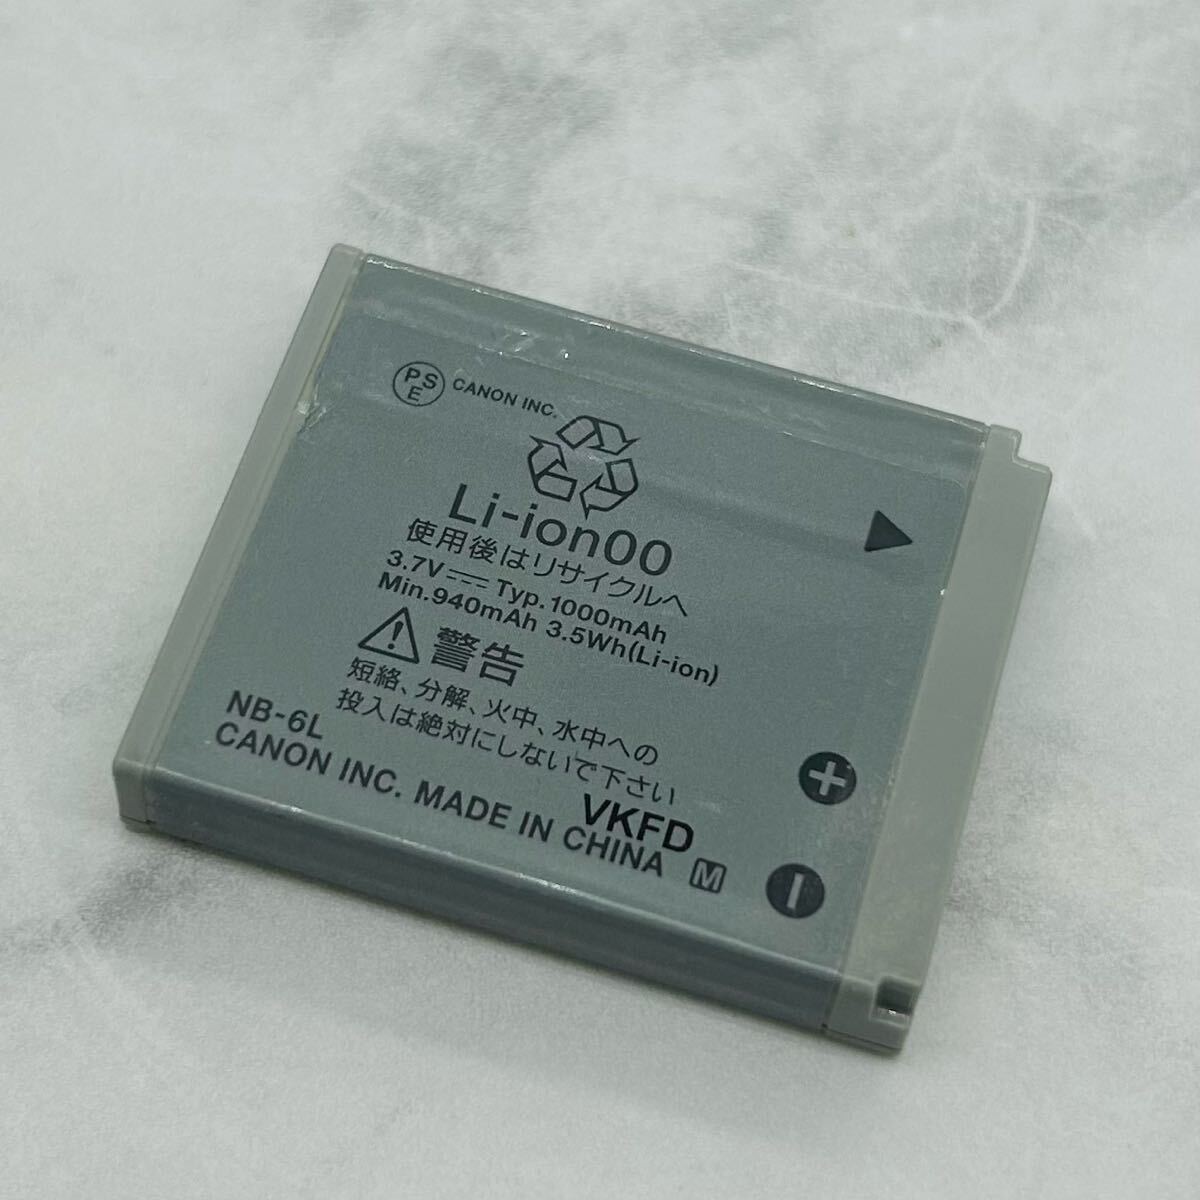 PSE CANON INC.
Li-ion00
使用後はリサイクルへ
3.7V⎓ Typ.1000mAh
Min.940mAh 3.5Wh(Li-ion)
警告
短絡、分解、火中、水中への
投入は絶対にしないで下さい
NB-6L
VKFD
CANON INC. MADE IN CHINA M
+
-